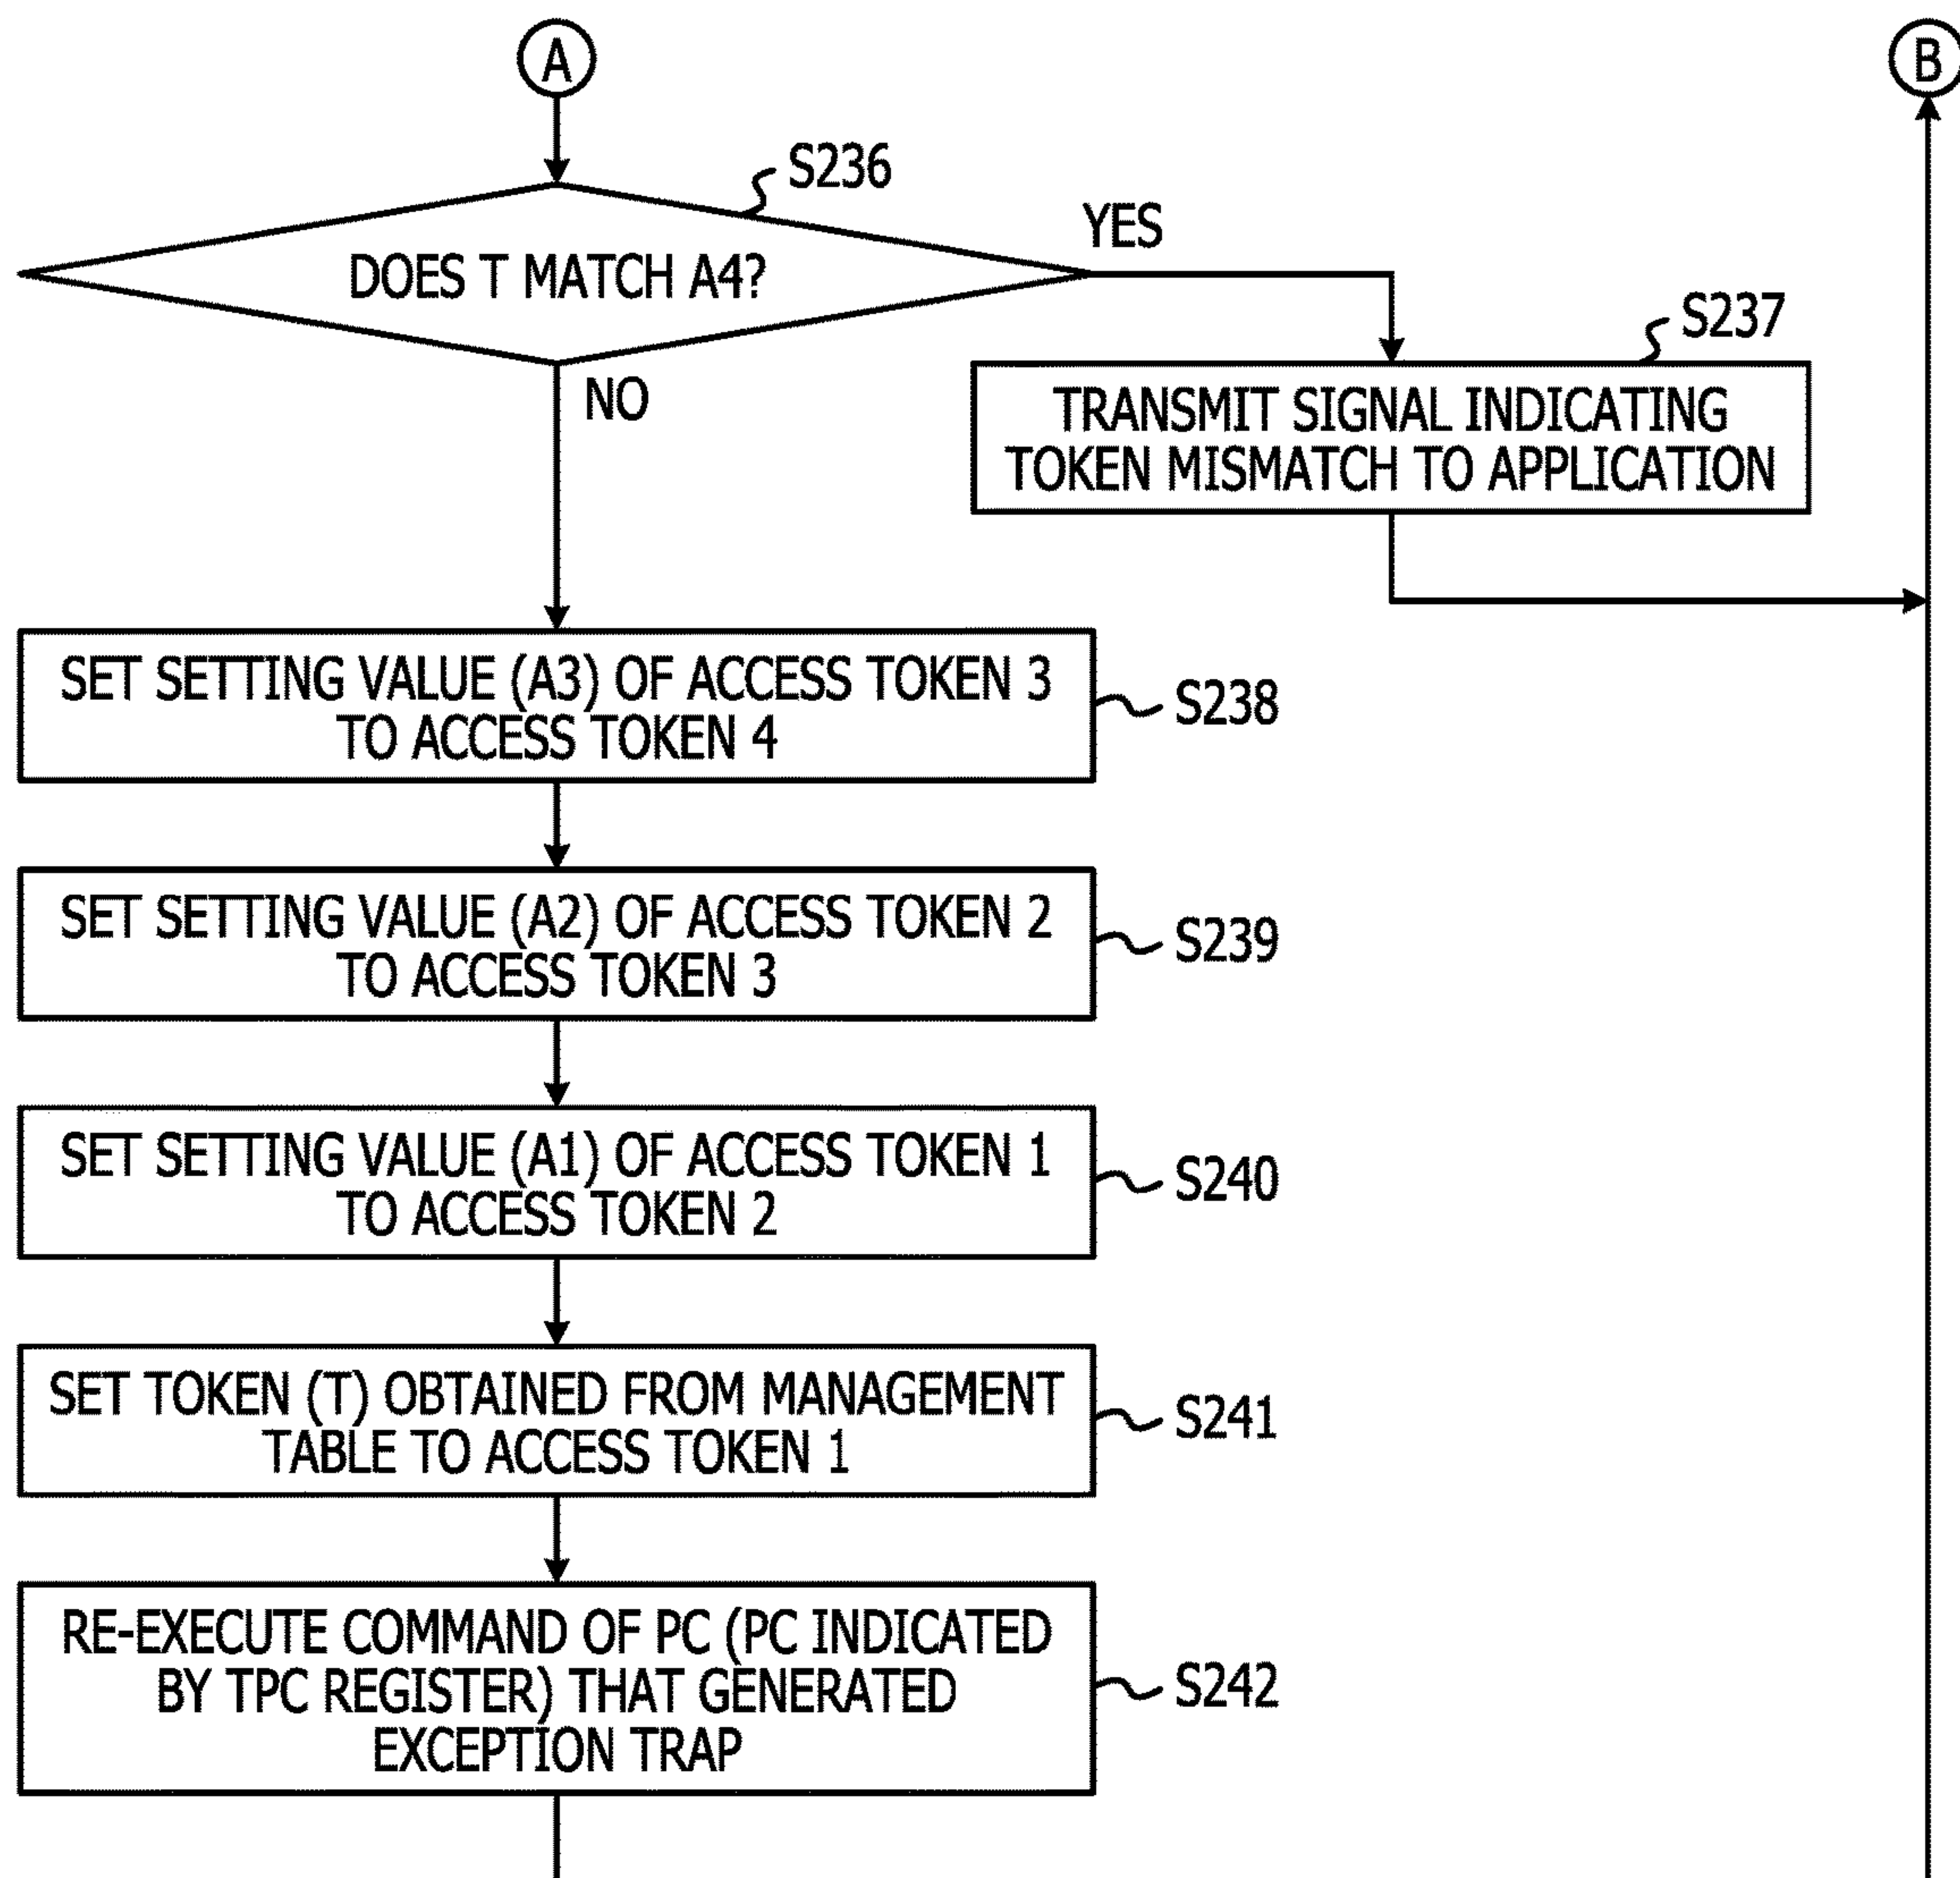 A
B
S236
DOES T MATCH A4?
YES
NO
S237
TRANSMIT SIGNAL INDICATING
TOKEN MISMATCH TO APPLICATION
SET SETTING VALUE (A3) OF ACCESS TOKEN 3
TO ACCESS TOKEN 4
S238
SET SETTING VALUE (A2) OF ACCESS TOKEN 2
TO ACCESS TOKEN 3
S239
SET SETTING VALUE (A1) OF ACCESS TOKEN 1
TO ACCESS TOKEN 2
S240
SET TOKEN (T) OBTAINED FROM MANAGEMENT
TABLE TO ACCESS TOKEN 1
S241
RE-EXECUTE COMMAND OF PC (PC INDICATED
BY TPC REGISTER) THAT GENERATED
EXCEPTION TRAP
S242